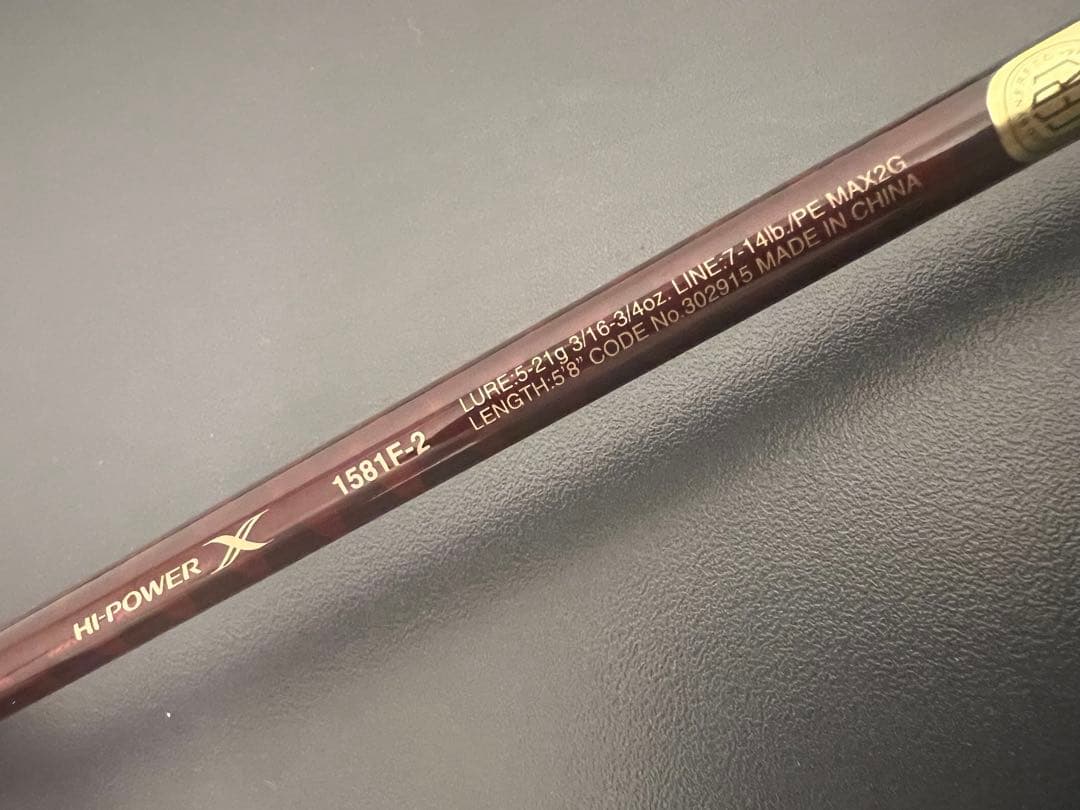 HI-POWER X
1581F-2
LURE:5-21g 3/16-3/4oz. LINE:7-14lb./PE MAX2G
LENGTH:5'8" CODE No.302915 MADE IN CHINA